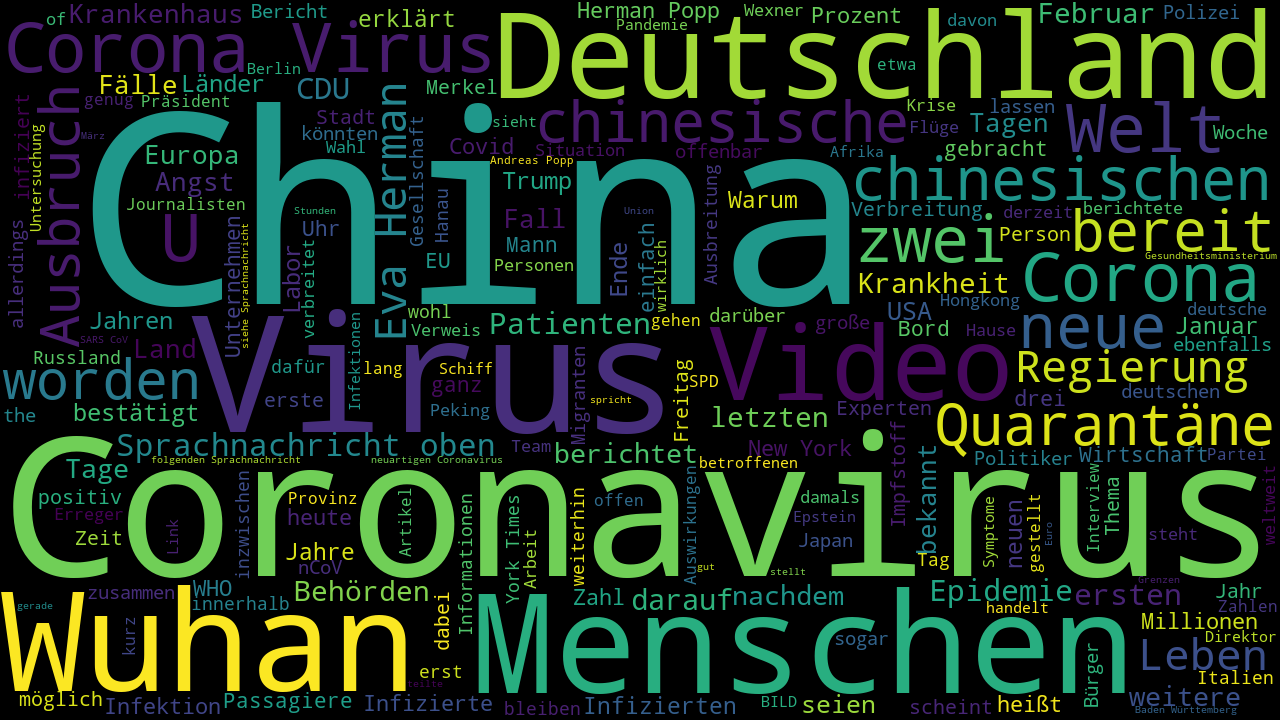 of Krankenhaus Bericht erklärt Herman Popp Wexner Prozent davon Februar Polizei
Pandemie
Corona Virus Deutschland
Berlin etwa
Fälle Länder CDU Merkel
genug Präsident Krise lassen
infiziert Ausbruch Stadt sieht chinesische Flüge Tagen Welt Woche
März könnten
Untersuchung Wahl Covid Situation offenbar Afrika gebracht
Europa China Eva Herman Gesellschaft Hanau Andreas Popp
Angst Trump Warum chinesischen
Journalisten Stunden Fall Union Verbreitung derzeit berichtete
U Uhr Mann zwei Person bereit
allerdings Unternehmen siehe Sprachnachricht Labor verbreitet EU Personen Ende einfach wirklich Ausbreitung
Gesundheitsministerium
Krankheit Corona
Jahren wohl Patienten gehen darüber USA Hongkong deutsche
Verweis große Bord Hause neue Januar
SARS CoV
Russland Land Virus Video ebenfalls
worden dafür Infektionen lang Schiff SPD Regierung
ganz Migranten Freitag
the bestätigt erste Peking spricht letzten Experten drei deutschen
Sprachnachricht oben Team berichtet New York Impfstoff bekannt Quarantäne
folgenden Sprachnachricht neuartigen Coronavirus betroffenen Politiker Wirtschaft Partei
Tage
positiv Coronavirus Provinz Artikel offen Auswirkungen damals
Erreger Link inzwischen heute Informationen York Times Arbeit weiterhin Epstein Symptome neuen gestellt Euro Interview Thema steht weltweit
Zeit Jahre Japan
nCoV gut stellt Tag
Grenzen
zusammen WHO Behörden Zahl darauf nachdem Epidemie ersten Jahr
gerade innerhalb dabei handelt Zahlen
Wuhan Menschen sogar Millionen
kurz Direktor
erst Bürger Leben
teilte Italien
möglich Infektion Passagiere Infizierte bleiben Infizierten BILD seien scheint heißt weitere
Baden Württemberg